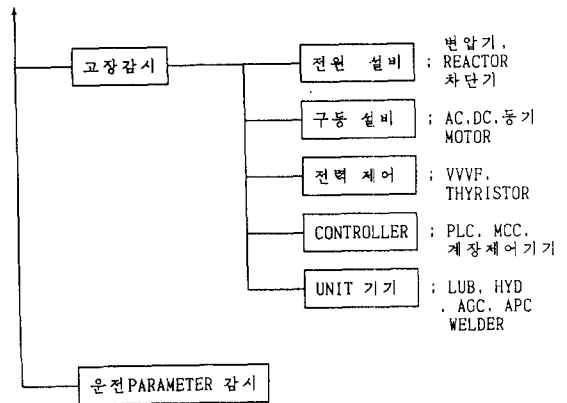 고장감시
전원 설비 ; 변압기,
REACTOR
차단기
구동 설비 ; AC.DC.동기
MOTOR
전력 제어 ; VVVF.
THYRISTOR
CONTROLLER ; PLC, MCC.
계장제어기기
UNIT 기기 ; LUB, HYD
. AGC. APC
WELDER
운전PARAMETER 감시